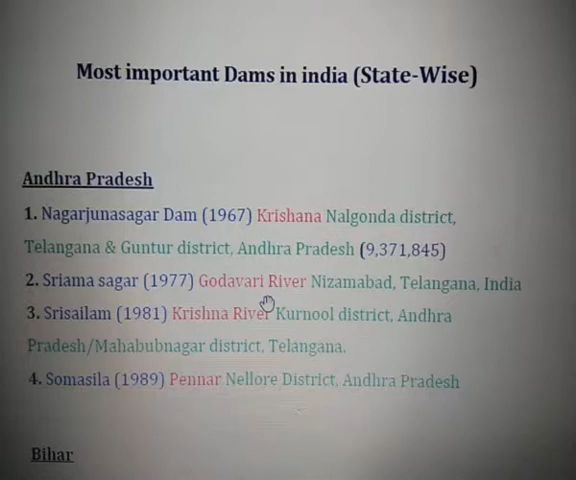 Most important Dams in india (State-Wise)
Andhra Pradesh
1. Nagarjunasagar Dam (1967) Krishana Nalgonda district,
Telangana & Guntur district, Andhra Pradesh (9,371,845)
2. Sriama sagar (1977) Godavari River Nizamabad, Telangana, India
3. Srisailam (1981) Krishna River Kurnool district, Andhra
Pradesh/Mahabubnagar district, Telangana.
4. Somasila (1989) Pennar Nellore District, Andhra Pradesh
Bihar